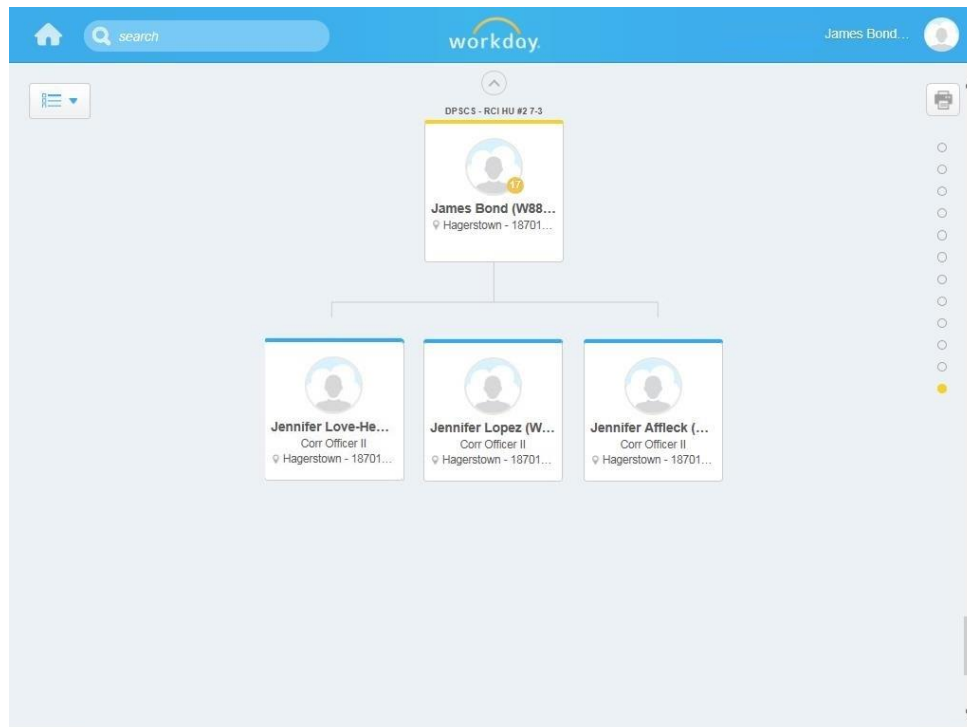 search
workday.
James Bond...
DPSCS - RCI HU #2 7-3
17
James Bond (W88...
Hagerstown - 18701...
Jennifer Love-He...
Corr Officer II
Hagerstown - 18701...
Jennifer Lopez (W...
Corr Officer II
Hagerstown - 18701...
Jennifer Affleck (...
Corr Officer II
Hagerstown - 18701...